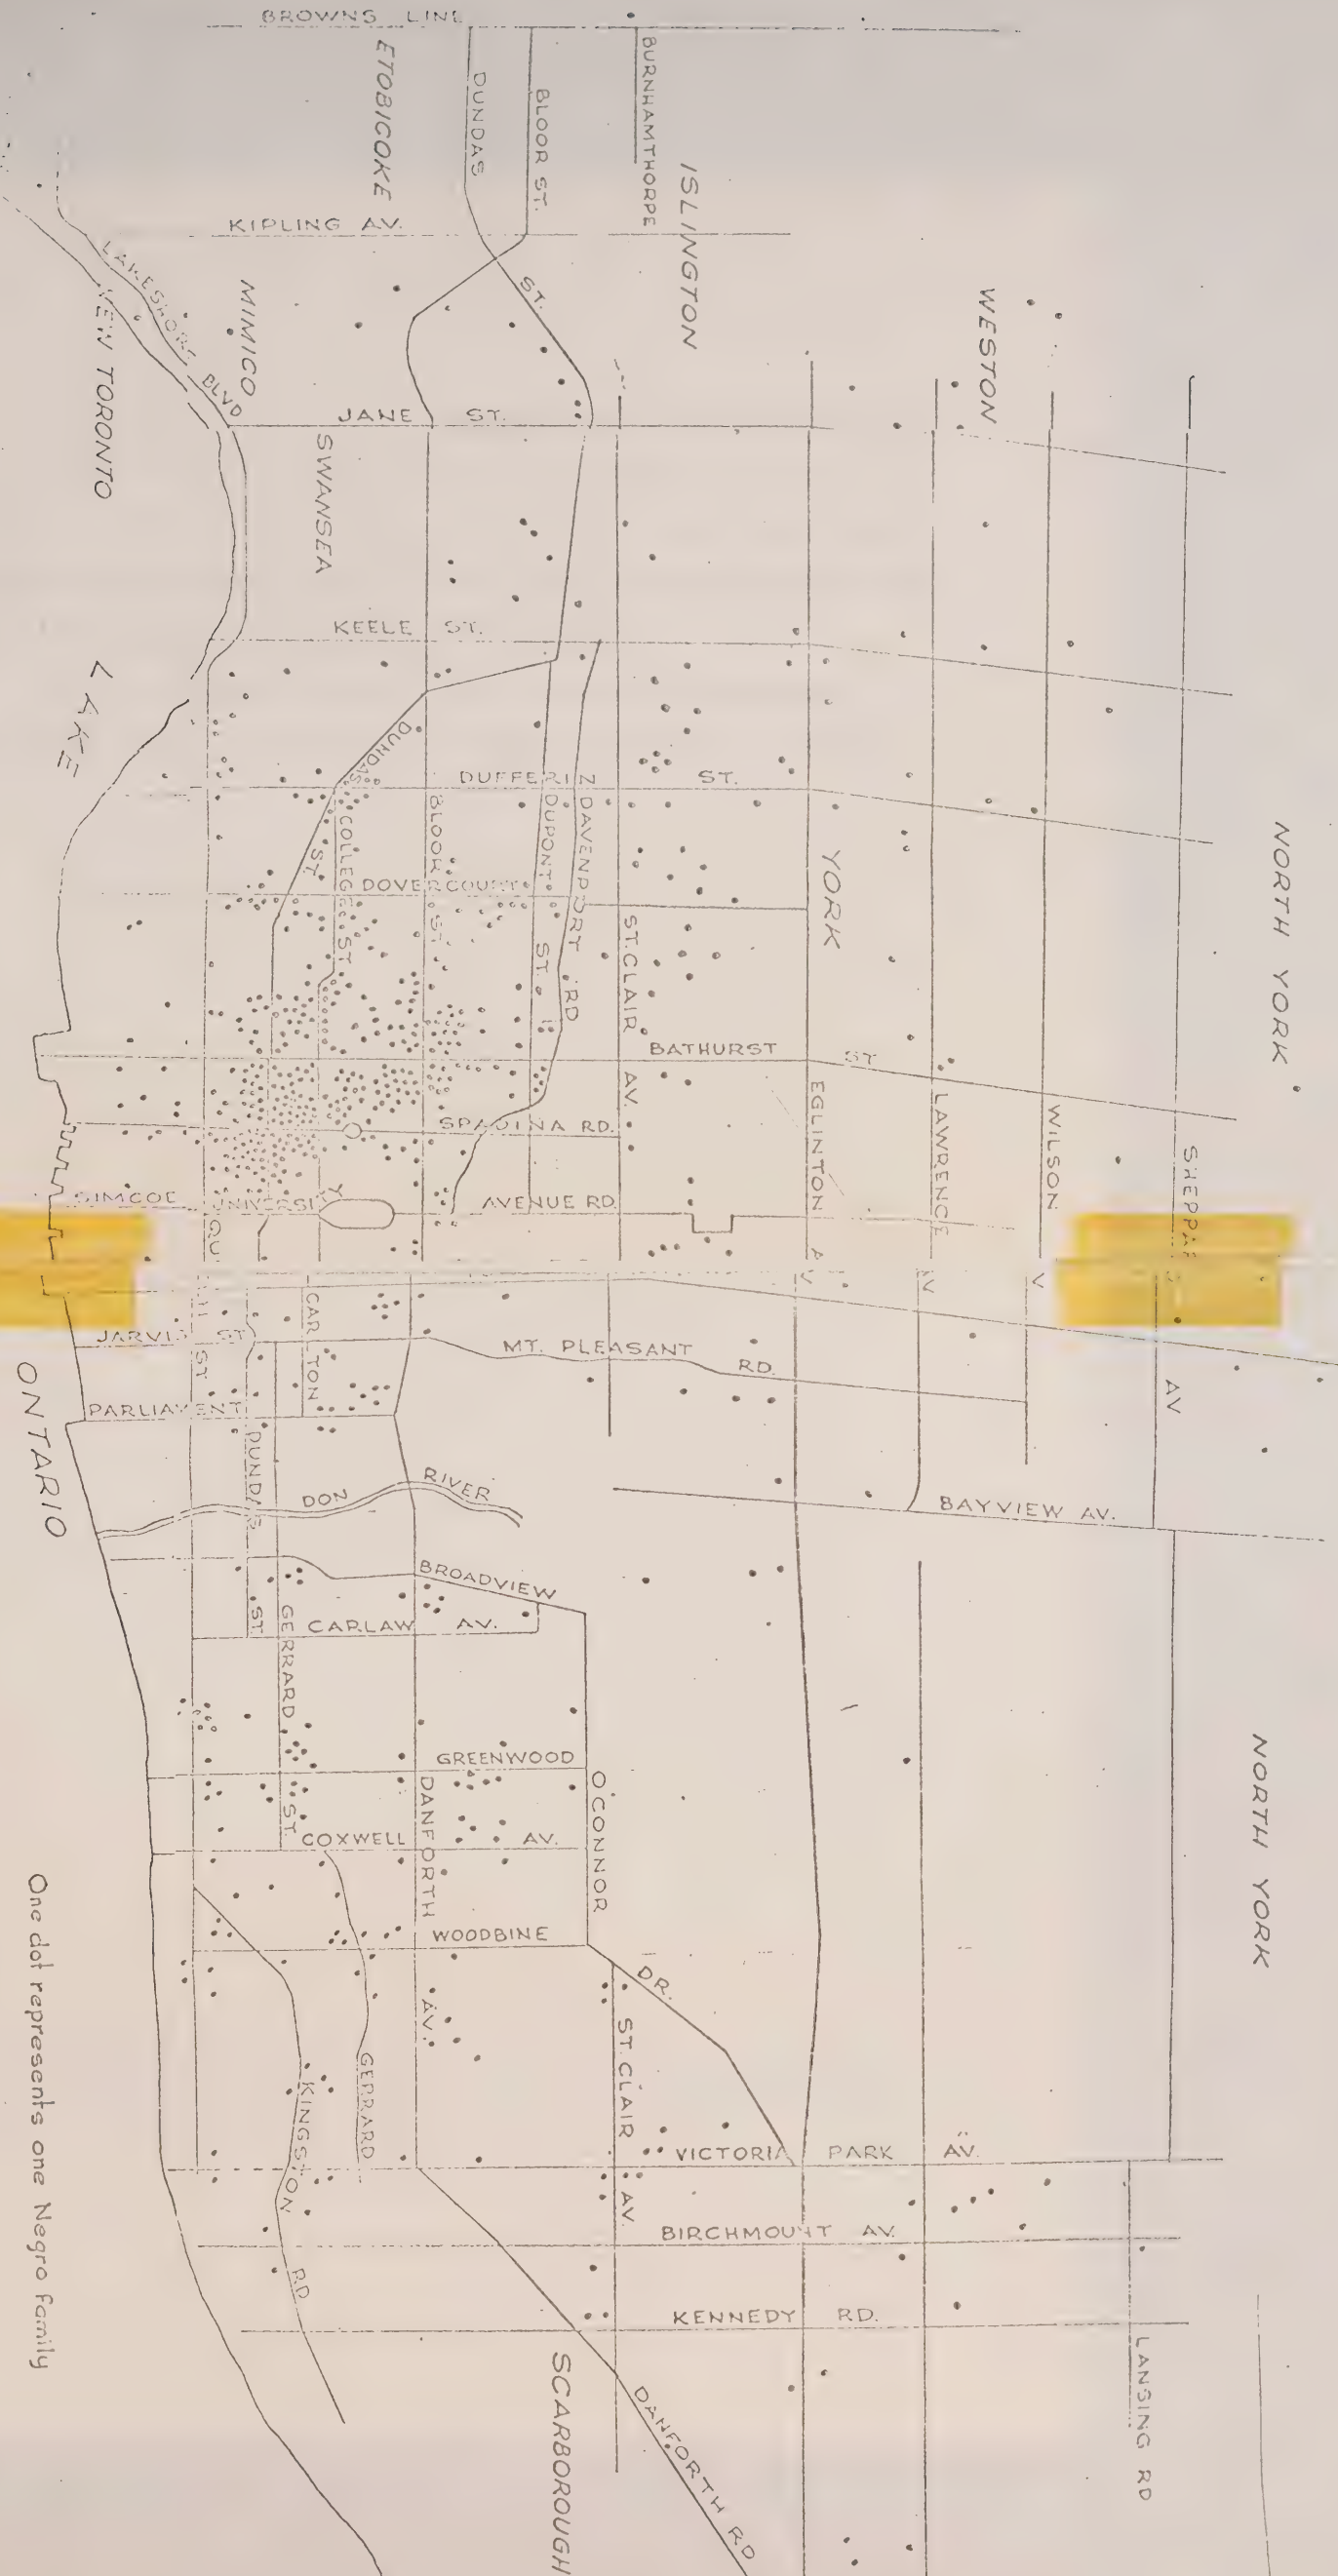 BROWNS LINE
ETOBICOKE
DUNDAS
BLOOR ST.
BURNHAMTHORPE
ISLINGTON
KIPLING AV.
LAKESHORE
BLVD
NEW TORONTO
MIMICO
ST.
WESTON
JANE ST.
SWANSEA
KEELE ST.
LAKE
DUNDAS
ST
DUFFERIN ST.
BLOOR
ST
COLLEGE
ST
DUPONT
ST.
DAVENPORT
RD
DOVERCOURT
YORK
NORTH YORK
ST. CLAIR
AV.
BATHURST ST
EGLINTON
AV
LAWRENCE
AV
WILSON
AV
SHEPPARD
AV
SPADINA RD.
SIMCOE
UNIVERSITY
AVENUE RD.
ST
CARLTON
JARVIS ST
MT. PLEASANT RD.
PARLIAMENT
ONTARIO
DUNDAS
ST.
DON RIVER
BAYVIEW AV.
BROADVIEW
GERRARD
ST.
CARLAW AV.
GREENWOOD
DANFORTH
AV.
O'CONNOR
DR.
COXWELL AV.
WOODBINE
NORTH YORK
ST. CLAIR
AV.
KINGSTON
RD
GERRARD
VICTORIA PARK AV.
BIRCHMOUNT AV.
KENNEDY RD.
LANSING RD
SCARBOROUGH
DANFORTH RD
One dot represents one Negro family